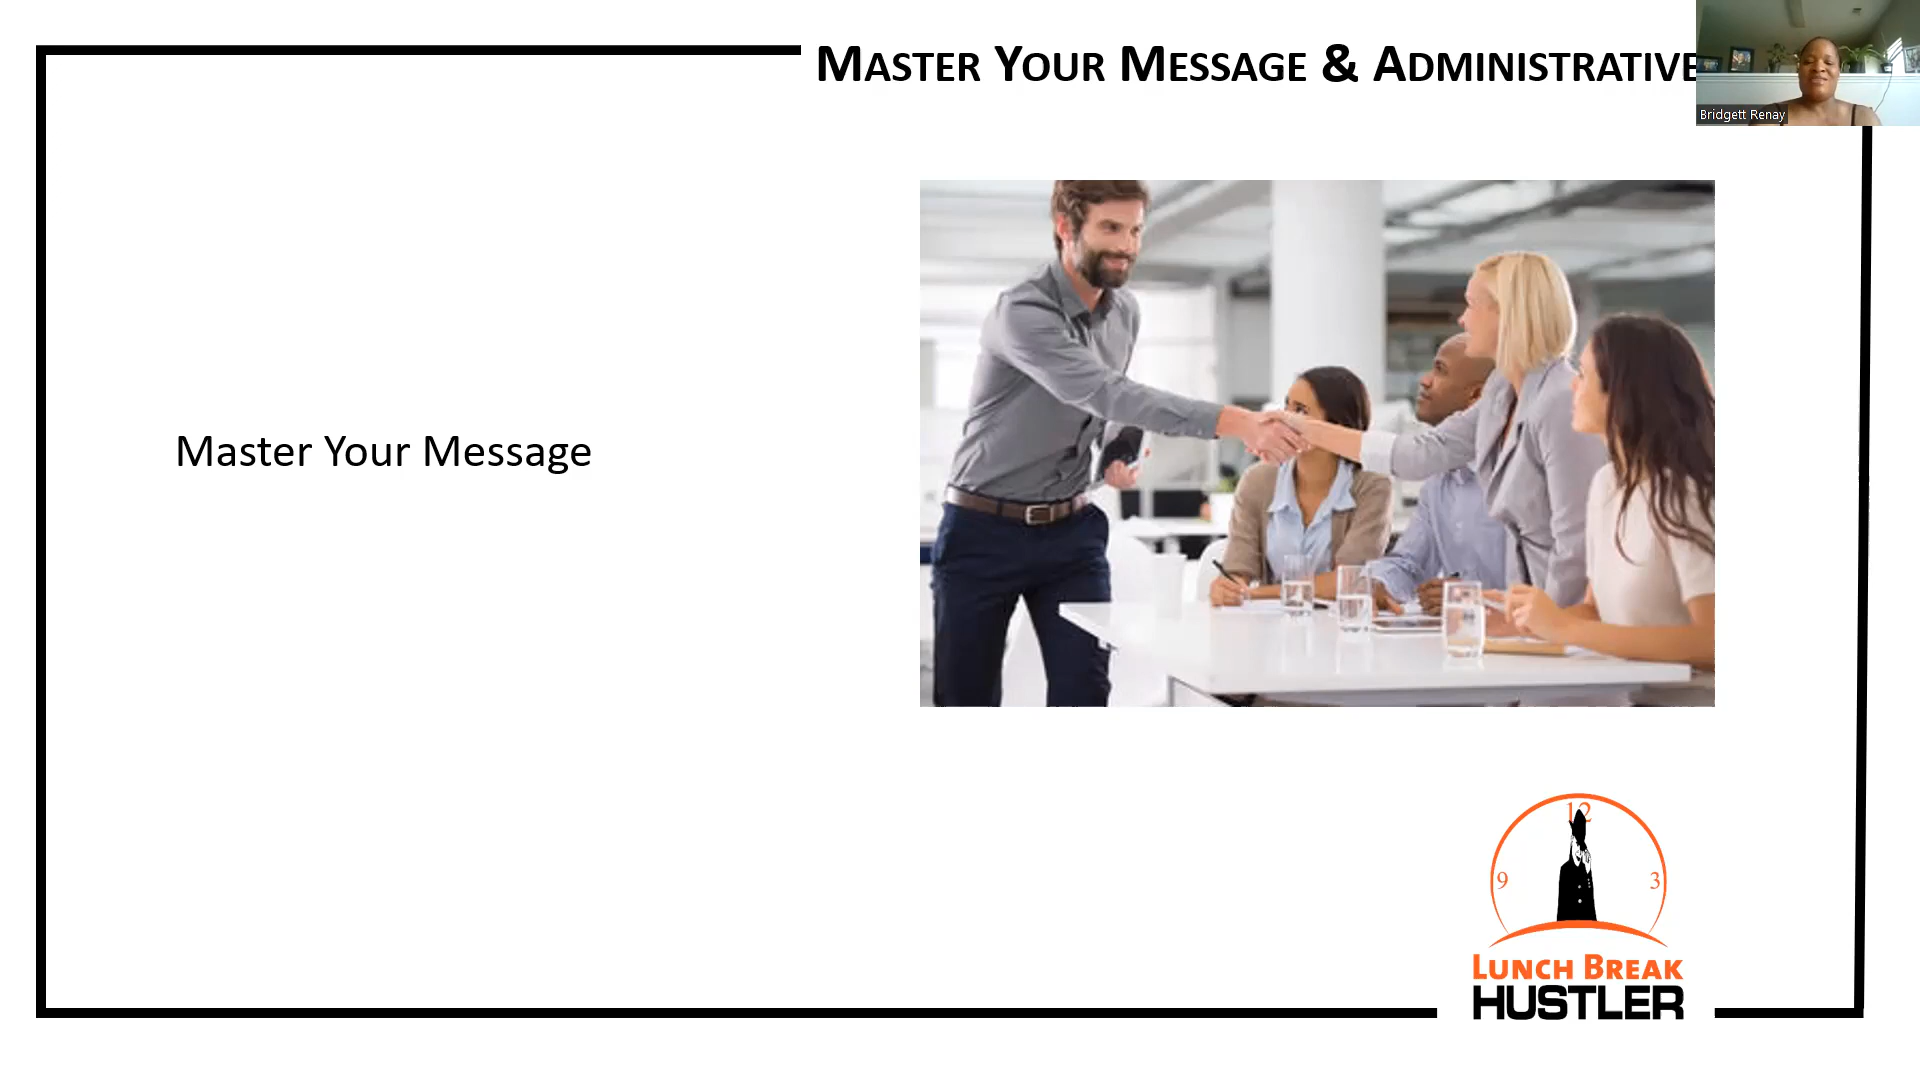 MASTER YOUR MESSAGE & ADMINISTRATIVE
Bridgett Renay
Master Your Message
12
9
3
LUNCH BREAK
HUSTLER